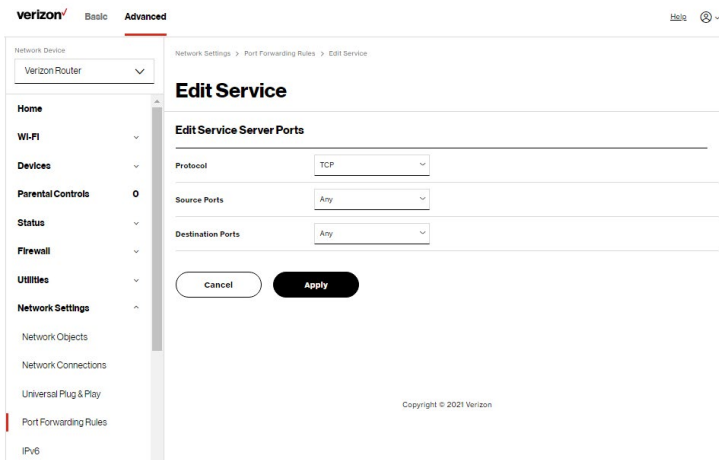 verizon✓ Basic Advanced Help
Network Device
Verizon Router
Home
Wi-Fi
Devices
Parental Controls 0
Status
Firewall
Utilities
Network Settings
Network Objects
Network Connections
Universal Plug & Play
Port Forwarding Rules
IPv6
Network Settings > Port Forwarding Rules > Edit Service
Edit Service
Edit Service Server Ports
Protocol TCP
Source Ports Any
Destination Ports Any
Cancel Apply
Copyright © 2021 Verizon